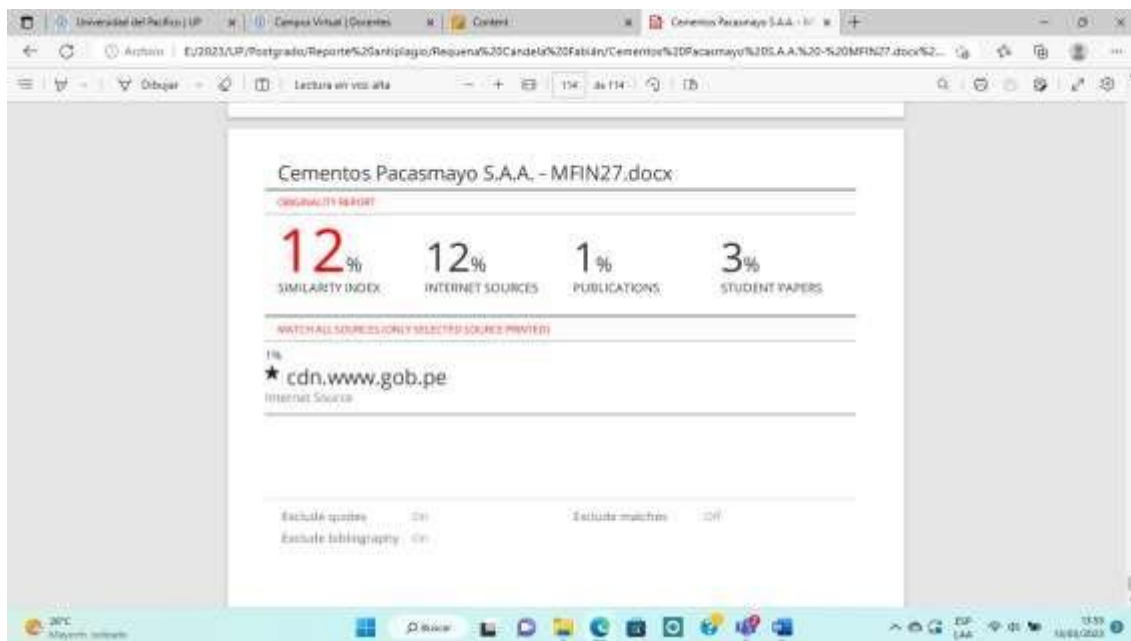 Universidad del Pacífico | UP
Campus Virtual | Docentes
Content
Cementos Pacasmayo S.A.A. -
Archivo
E:/2023/UP/Postgrado/Reporte%20antiplagio/Requena%20Candela%20Fabián/Cementos%20Pacasmayo%20S.A.A.%20-%20MFIN27.docx%2...
Dibujar
Lectura en voz alta
114 de 114
Cementos Pacasmayo S.A.A. - MFIN27.docx
ORIGINALITY REPORT
12% 12% 1% 3%
SIMILARITY INDEX INTERNET SOURCES PUBLICATIONS STUDENT PAPERS
MATCH ALL SOURCES (ONLY SELECTED SOURCE PRINTED)
1%
★ cdn.www.gob.pe
Internet Source
Exclude quotes On Exclude matches Off
Exclude bibliography On
20°C
Mayorm. soleado
Buscar
ESP
LAA